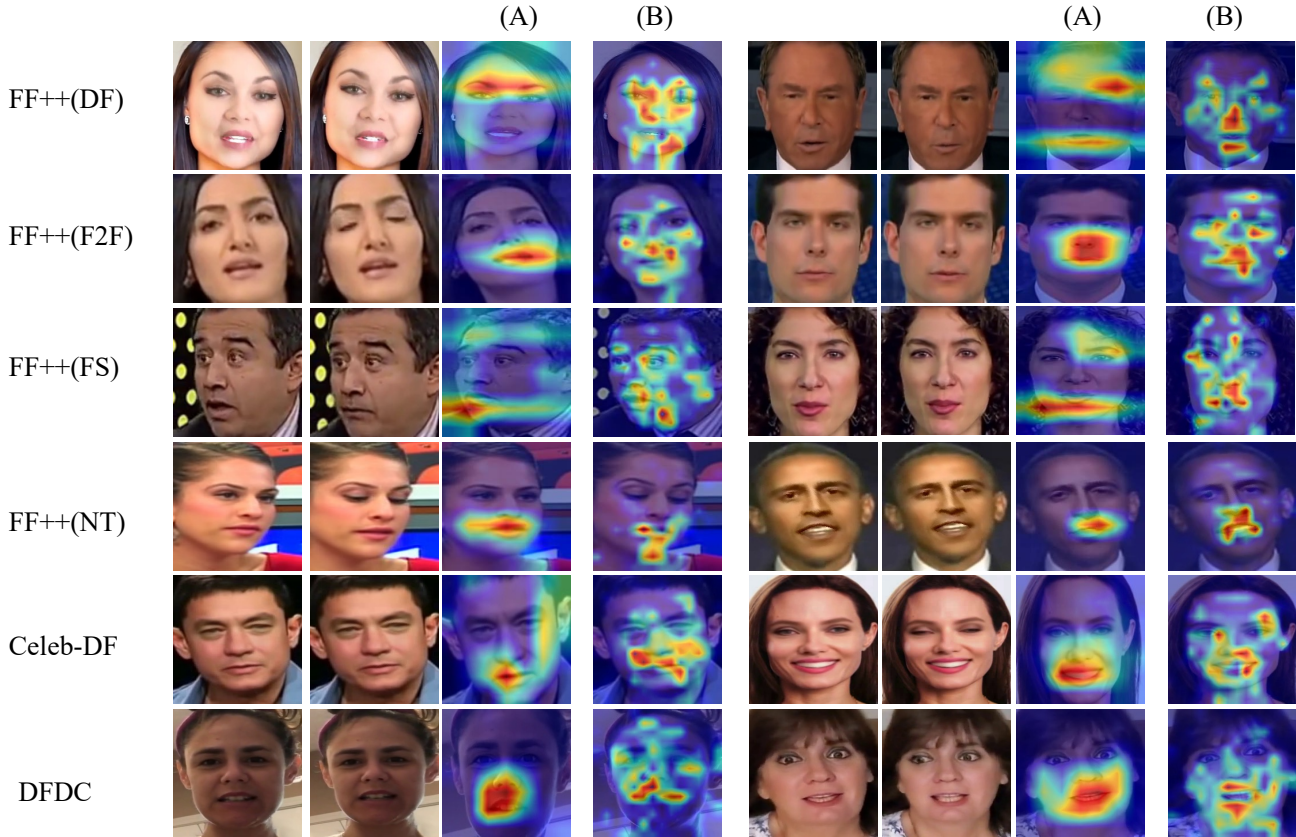 (A) (B) (A) (B)
FF++(DF)
FF++(F2F)
FF++(FS)
FF++(NT)
Celeb-DF
DFDC